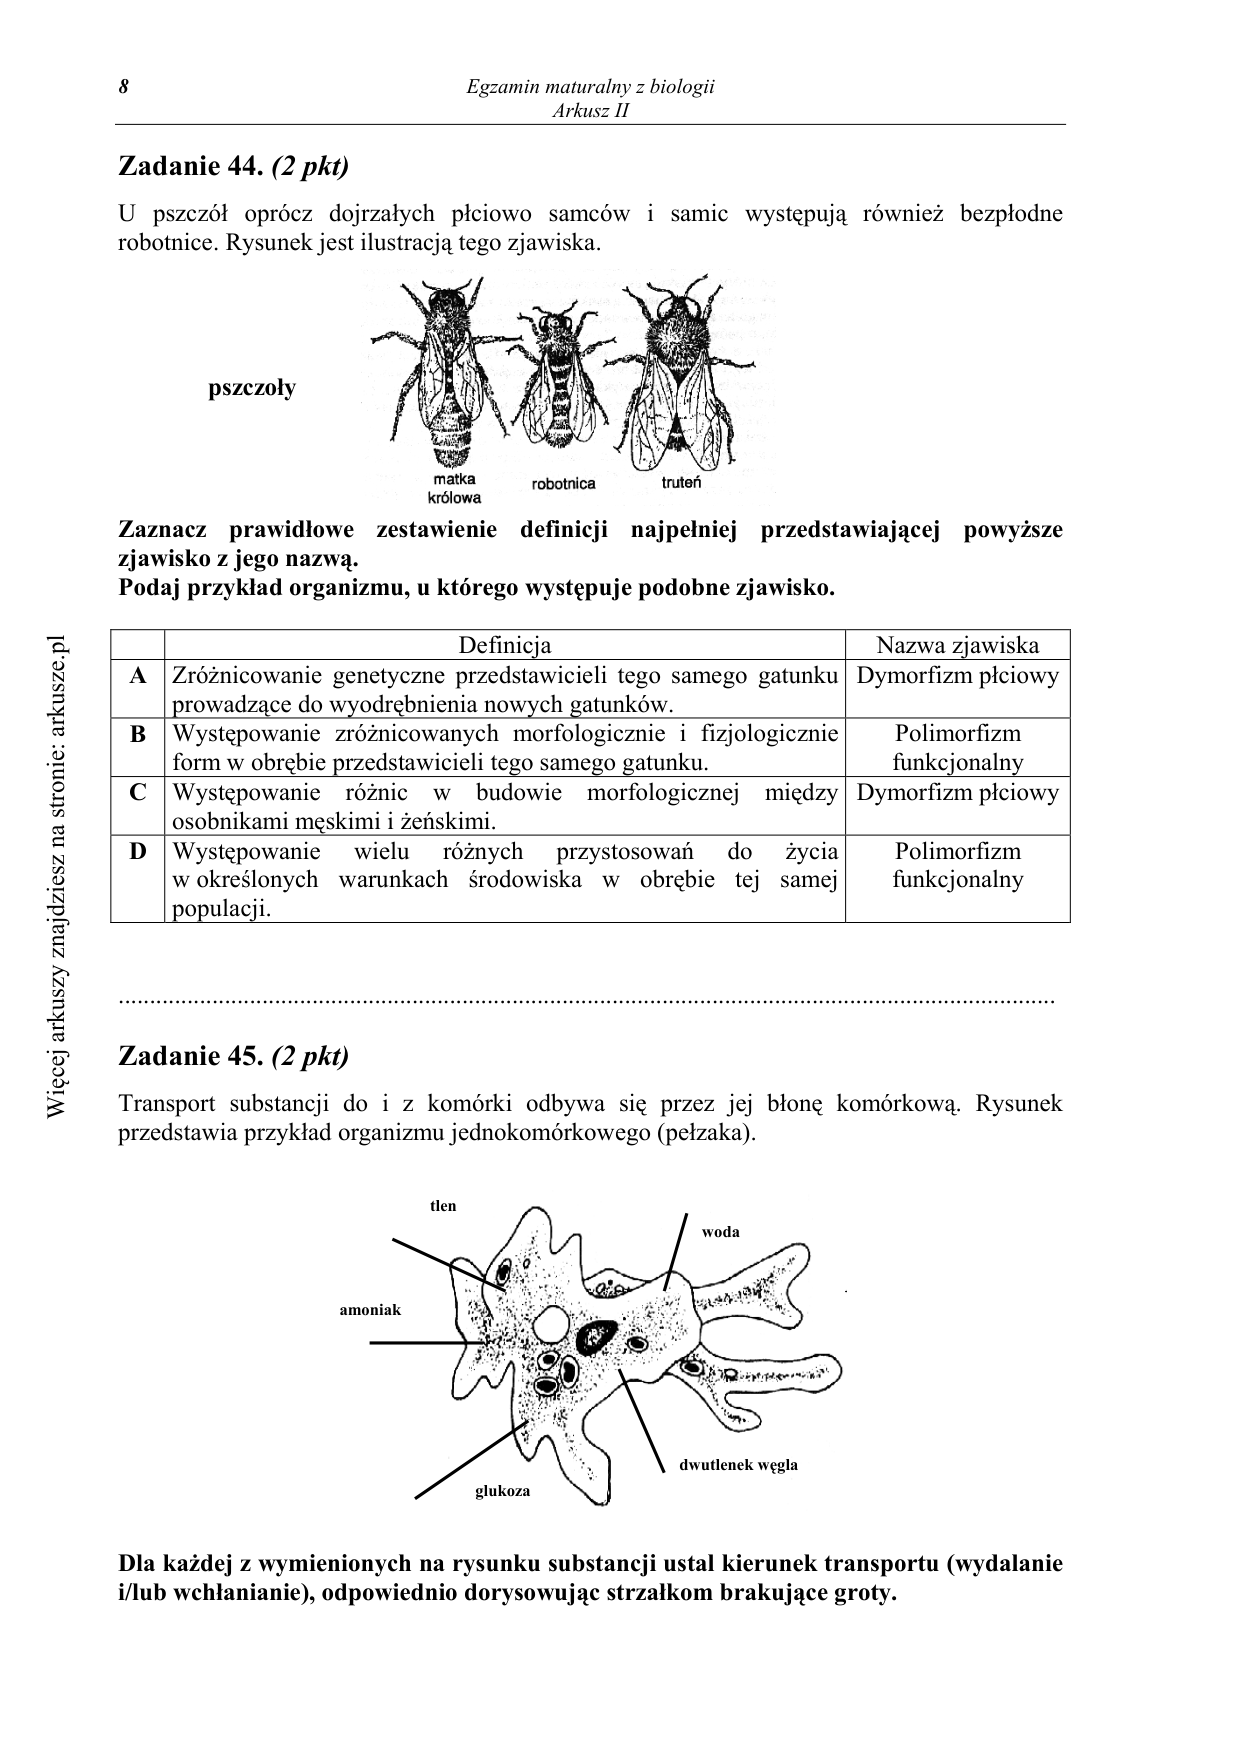 8
Egzamin maturalny z biologii
Arkusz II
Zadanie 44. (2 pkt)
U pszczół oprócz dojrzałych płciowo samców i samic występują również bezpłodne
robotnice. Rysunek jest ilustracją tego zjawiska.
pszczoły
matka
królowa
robotnica
truteń
Zaznacz prawidłowe zestawienie definicji najpełniej przedstawiającej powyższe
zjawisko z jego nazwą.
Podaj przykład organizmu, u którego występuje podobne zjawisko.
Definicja Nazwa zjawiska
A Zróżnicowanie genetyczne przedstawicieli tego samego gatunku Dymorfizm płciowy
prowadzące do wyodrębnienia nowych gatunków.
B Występowanie zróżnicowanych morfologicznie i fizjologicznie Polimorfizm
form w obrębie przedstawicieli tego samego gatunku. funkcjonalny
C Występowanie różnic w budowie morfologicznej między Dymorfizm płciowy
osobnikami męskimi i żeńskimi.
D Występowanie wielu różnych przystosowań do życia Polimorfizm
w określonych warunkach środowiska w obrębie tej samej funkcjonalny
populacji.
......................................................................................................................................................
Zadanie 45. (2 pkt)
Transport substancji do i z komórki odbywa się przez jej błonę komórkową. Rysunek
przedstawia przykład organizmu jednokomórkowego (pełzaka).
tlen
woda
amoniak
dwutlenek węgla
glukoza
Dla każdej z wymienionych na rysunku substancji ustal kierunek transportu (wydalanie
i/lub wchłanianie), odpowiednio dorysowując strzałkom brakujące groty.
Więcej arkuszy znajdziesz na stronie: arkusze.pl